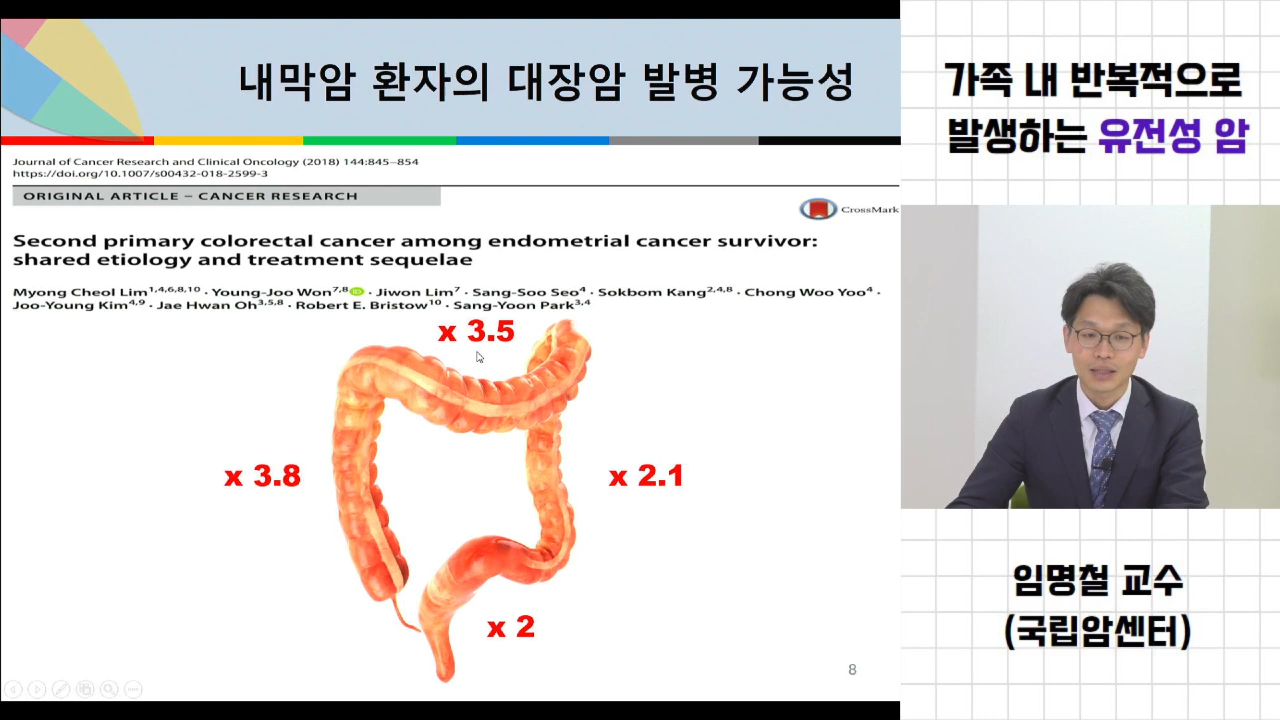 내막암 환자의 대장암 발병 가능성
Journal of Cancer Research and Clinical Oncology (2018) 144:845–854
https://doi.org/10.1007/s00432-018-2599-3
ORIGINAL ARTICLE – CANCER RESEARCH
CrossMark
Second primary colorectal cancer among endometrial cancer survivor:
shared etiology and treatment sequelae
Myong Cheol Lim1,4,6,8,10 · Young-Joo Won7,8 · Jiwon Lim7 · Sang-Soo Seo4 · Sokbom Kang2,4,8 · Chong Woo Yoo4 ·
Joo-Young Kim4,9 · Jae Hwan Oh3,5,8 · Robert E. Bristow10 · Sang-Yoon Park3,4
x 3.5
x 3.8
x 2.1
x 2
8
가족 내 반복적으로
발생하는 유전성 암
임명철 교수
(국립암센터)